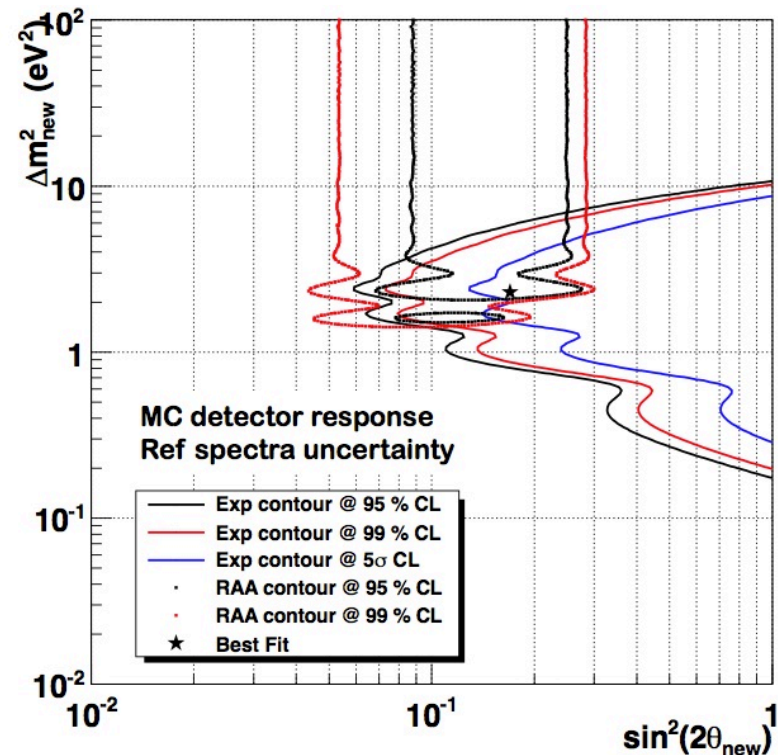 10²
Δm²new (eV²)
10
1
10⁻¹
10⁻²
MC detector response
Ref spectra uncertainty
Exp contour @ 95 % CL
Exp contour @ 99 % CL
Exp contour @ 5σ CL
RAA contour @ 95 % CL
RAA contour @ 99 % CL
Best Fit
10⁻² 10⁻¹ 1
sin²(2θnew)